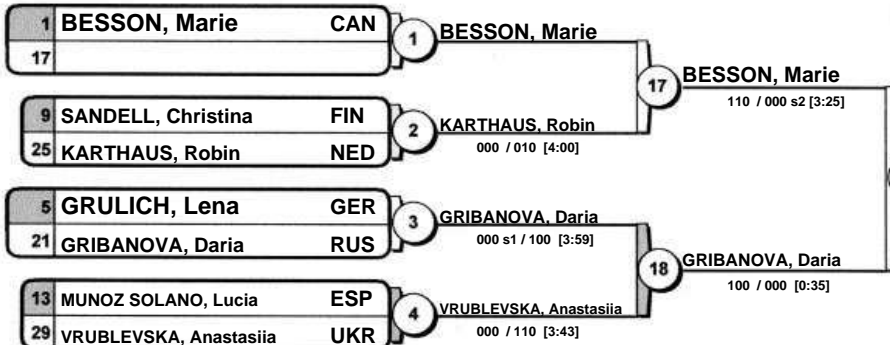 1 BESSON, Marie CAN
17
1 BESSON, Marie
17 BESSON, Marie
110 / 000 s2 [3:25]
9 SANDELL, Christina FIN
25 KARTHAUS, Robin NED
2 KARTHAUS, Robin
000 / 010 [4:00]
5 GRULICH, Lena GER
21 GRIBANOVA, Daria RUS
3 GRIBANOVA, Daria
000 s1 / 100 [3:59]
18 GRIBANOVA, Daria
100 / 000 [0:35]
13 MUNOZ SOLANO, Lucia ESP
29 VRUBLEVSKA, Anastasiia UKR
4 VRUBLEVSKA, Anastasiia
000 / 110 [3:43]